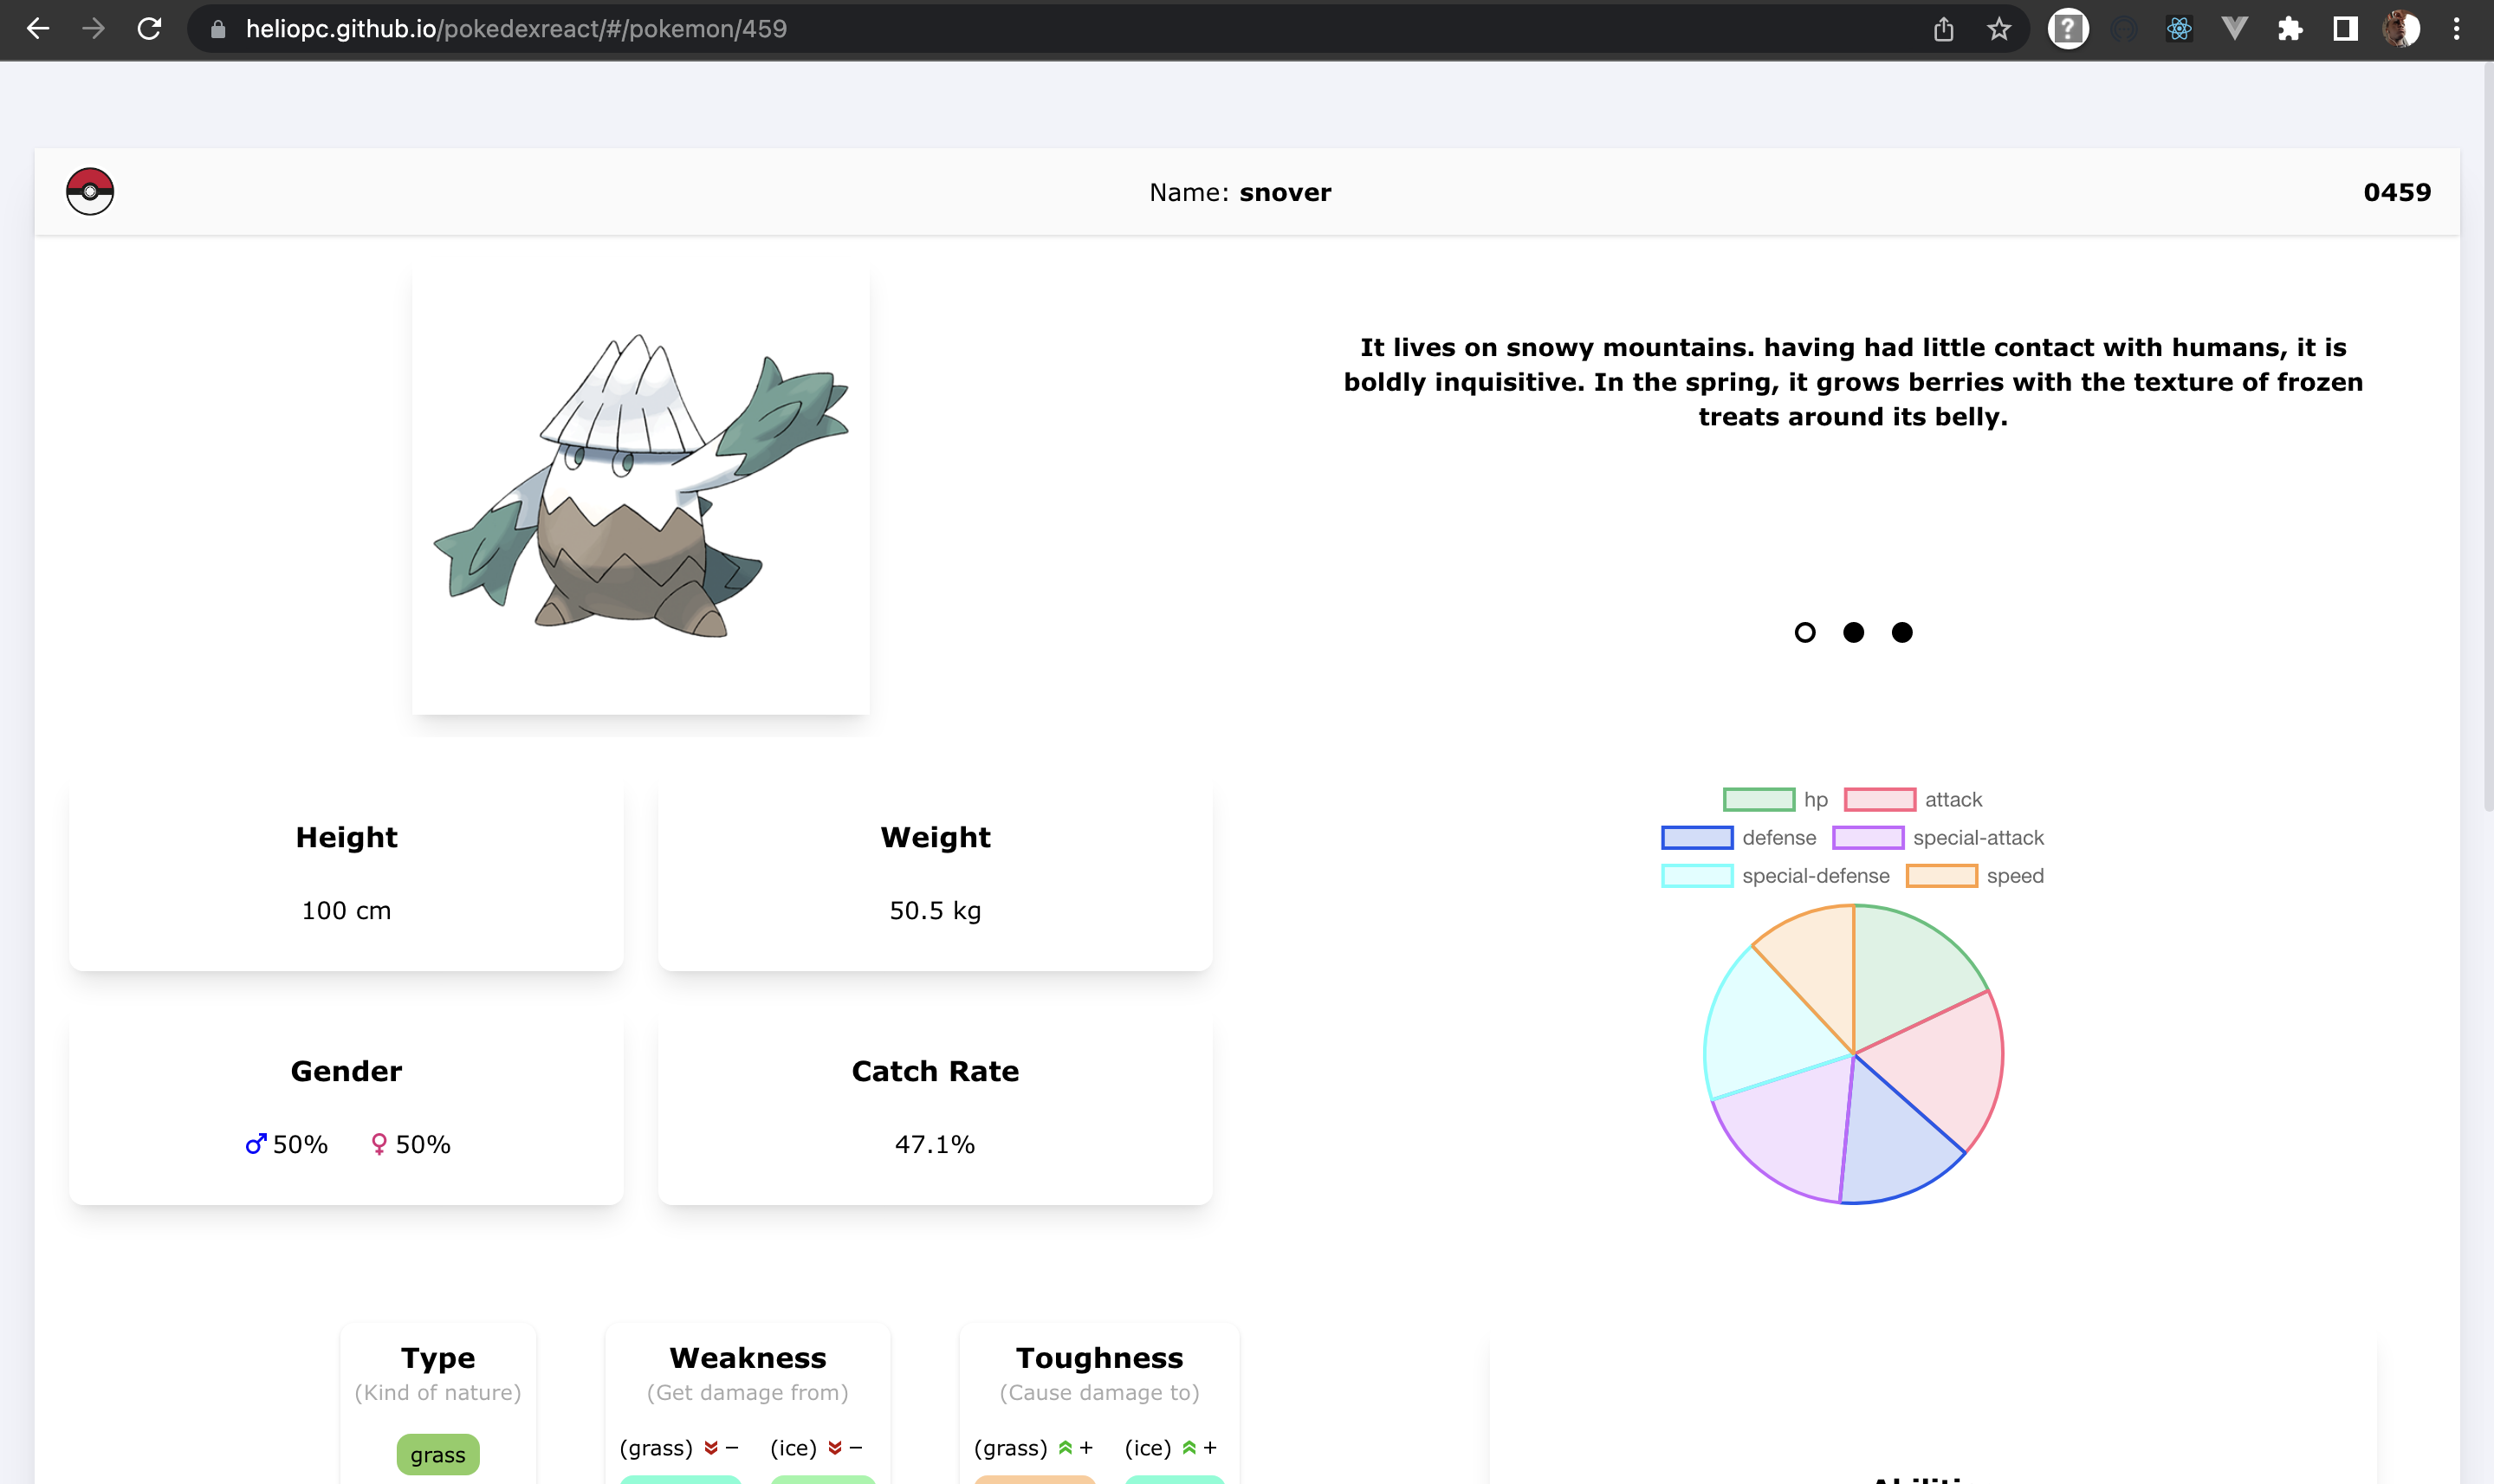 heliopc.github.io/pokedexreact/#/pokemon/459
Name: snover
0459
It lives on snowy mountains. having had little contact with humans, it is
boldly inquisitive. In the spring, it grows berries with the texture of frozen
treats around its belly.
Height
100 cm
Weight
50.5 kg
Gender
♂ 50% ♀ 50%
Catch Rate
47.1%
hp attack
defense special-attack
special-defense speed
Type
(Kind of nature)
grass
Weakness
(Get damage from)
(grass) − (ice) −
Toughness
(Cause damage to)
(grass) + (ice) +